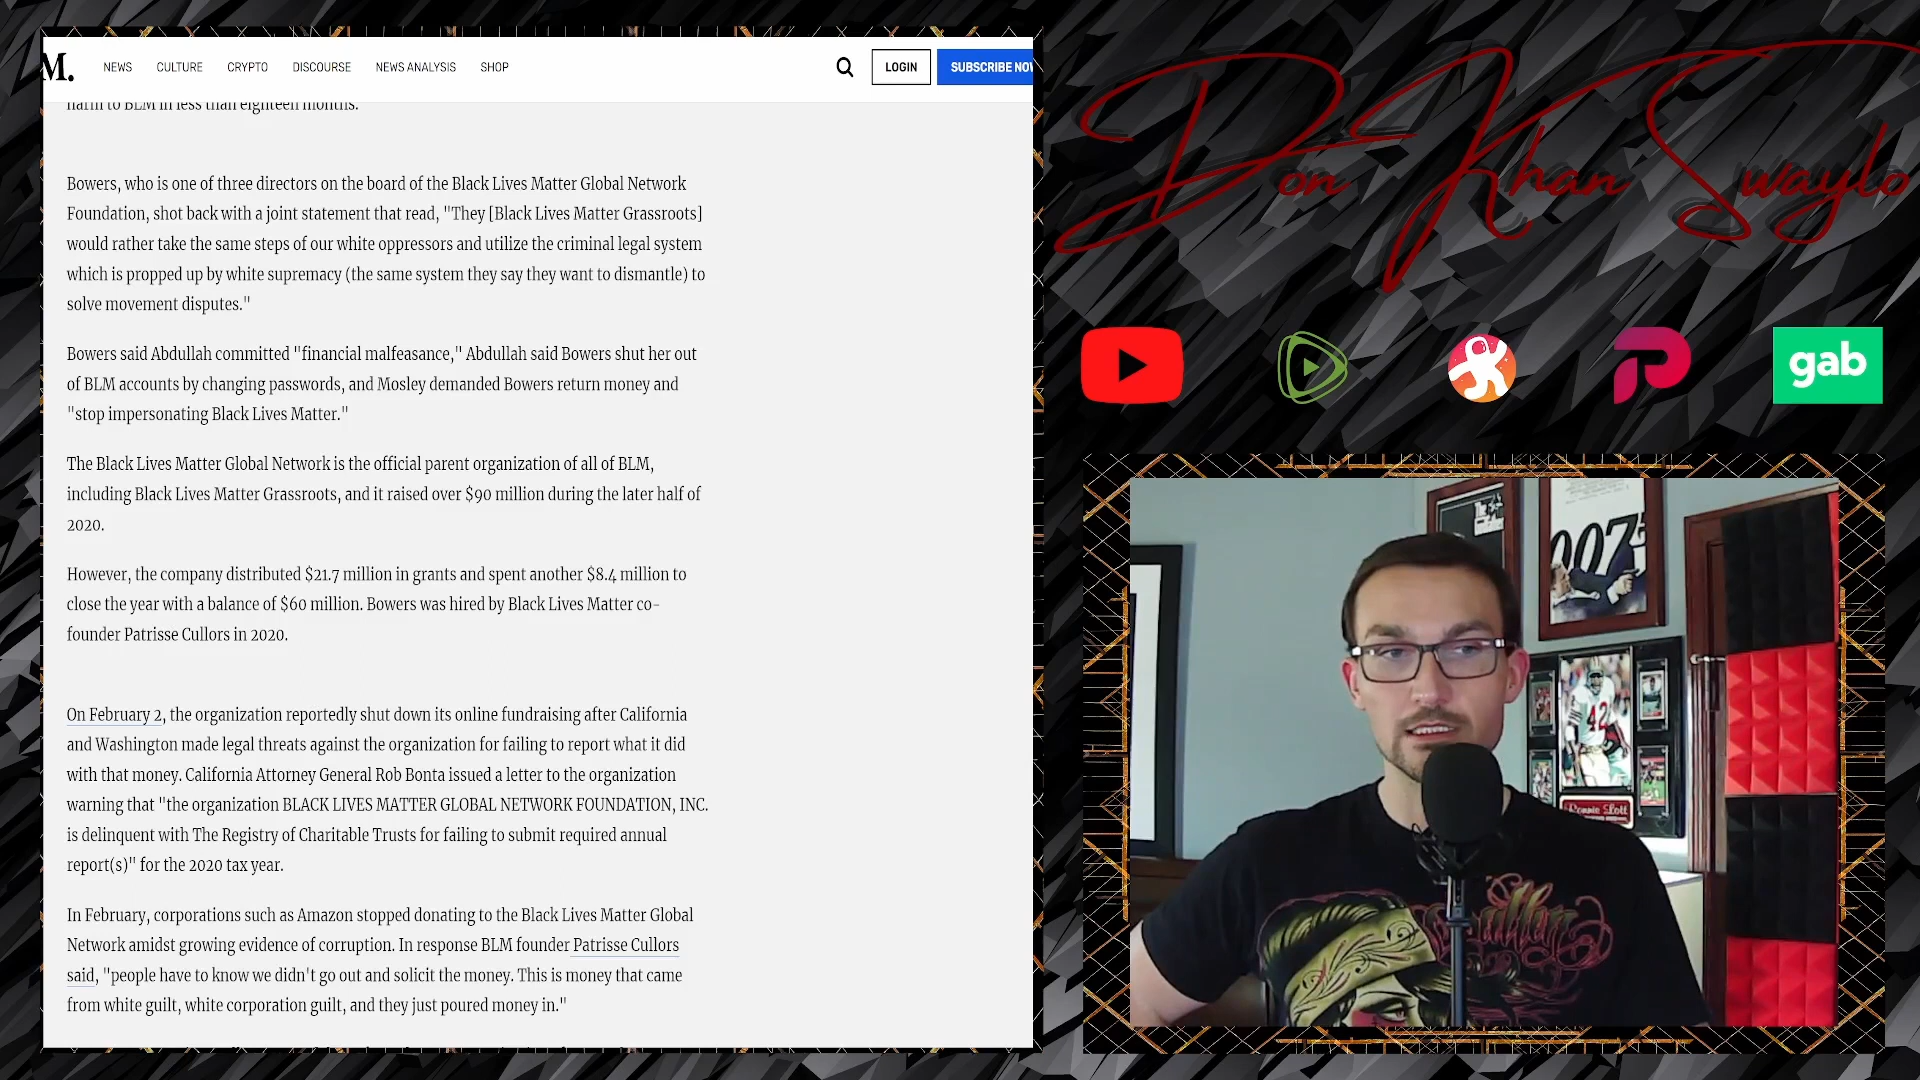 M.
NEWS
CULTURE
CRYPTO
DISCOURSE
NEWS ANALYSIS
SHOP
LOGIN
SUBSCRIBE NOW
harm to BLM in less than eighteen months.
Bowers, who is one of three directors on the board of the Black Lives Matter Global Network
Foundation, shot back with a joint statement that read, "They [Black Lives Matter Grassroots]
would rather take the same steps of our white oppressors and utilize the criminal legal system
which is propped up by white supremacy (the same system they say they want to dismantle) to
solve movement disputes."
Bowers said Abdullah committed "financial malfeasance," Abdullah said Bowers shut her out
of BLM accounts by changing passwords, and Mosley demanded Bowers return money and
"stop impersonating Black Lives Matter."
The Black Lives Matter Global Network is the official parent organization of all of BLM,
including Black Lives Matter Grassroots, and it raised over $90 million during the later half of
2020.
However, the company distributed $21.7 million in grants and spent another $8.4 million to
close the year with a balance of $60 million. Bowers was hired by Black Lives Matter co-
founder Patrisse Cullors in 2020.
On February 2, the organization reportedly shut down its online fundraising after California
and Washington made legal threats against the organization for failing to report what it did
with that money. California Attorney General Rob Bonta issued a letter to the organization
warning that "the organization BLACK LIVES MATTER GLOBAL NETWORK FOUNDATION, INC.
is delinquent with The Registry of Charitable Trusts for failing to submit required annual
report(s)" for the 2020 tax year.
In February, corporations such as Amazon stopped donating to the Black Lives Matter Global
Network amidst growing evidence of corruption. In response BLM founder Patrisse Cullors
said, "people have to know we didn't go out and solicit the money. This is money that came
from white guilt, white corporation guilt, and they just poured money in."
Don Khan Swaylo
gab
007
42
Ronnie Lott